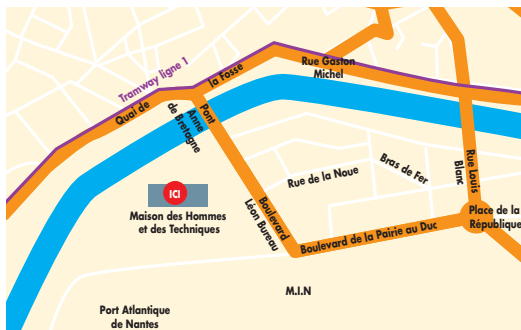 Tramway ligne 1
Quai de
la Fosse
Rue Gaston
Michel
Pont
Anne
de Bretagne
Rue de la Noue
Bras de Fer
Rue Louis
Blanc
ICI
Maison des Hommes
et des Techniques
Boulevard
Léon Bureau
Place de la
République
Boulevard de la Pairie au Duc
M.I.N
Port Atlantique
de Nantes